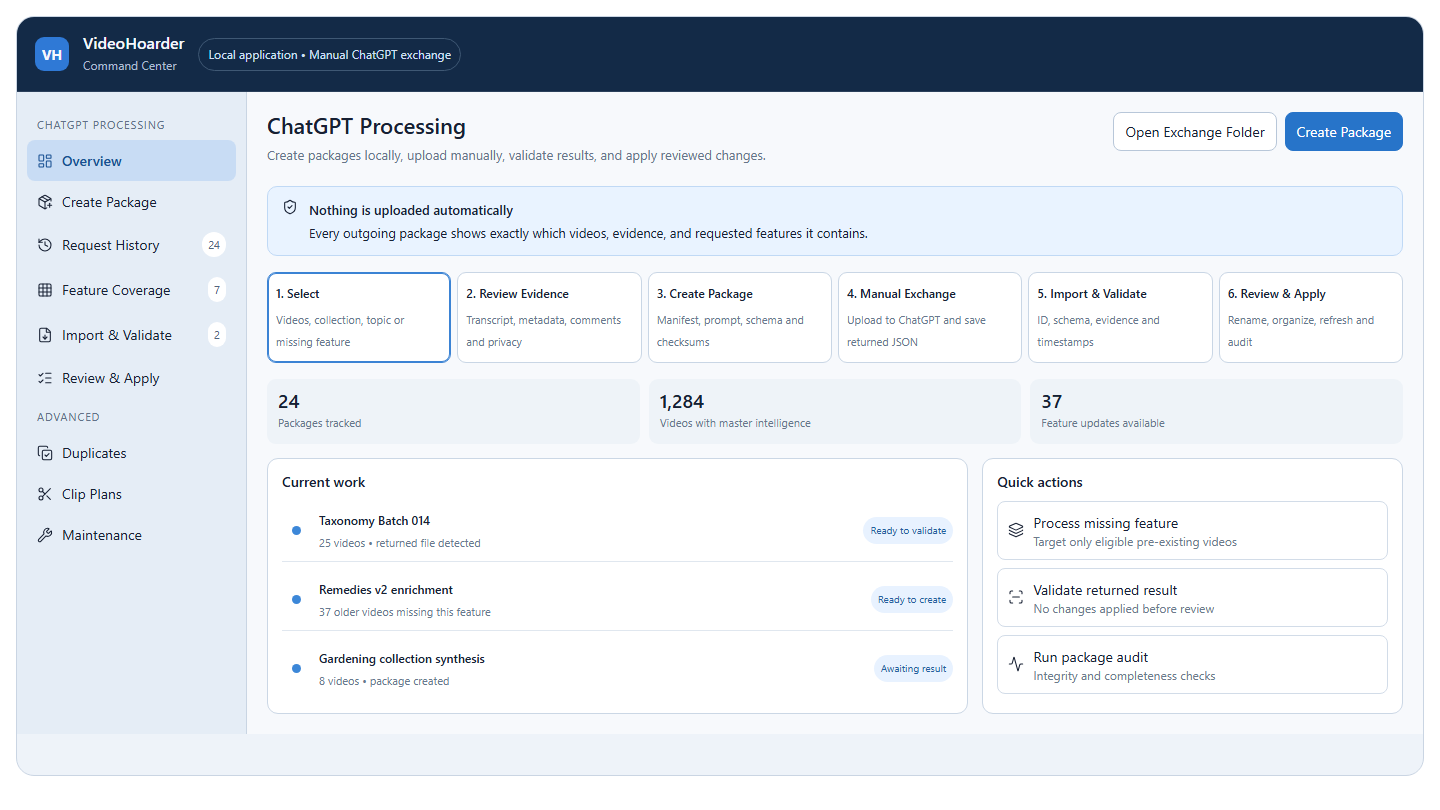 VH
VideoHoarder
Command Center
Local application • Manual ChatGPT exchange
CHATGPT PROCESSING
Overview
Create Package
Request History
24
Feature Coverage
7
Import & Validate
2
Review & Apply
ADVANCED
Duplicates
Clip Plans
Maintenance
ChatGPT Processing
Create packages locally, upload manually, validate results, and apply reviewed changes.
Open Exchange Folder
Create Package
Nothing is uploaded automatically
Every outgoing package shows exactly which videos, evidence, and requested features it contains.
1. Select
Videos, collection, topic or
missing feature
2. Review Evidence
Transcript, metadata, comments
and privacy
3. Create Package
Manifest, prompt, schema and
checksums
4. Manual Exchange
Upload to ChatGPT and save
returned JSON
5. Import & Validate
ID, schema, evidence and
timestamps
6. Review & Apply
Rename, organize, refresh and
audit
24
Packages tracked
1,284
Videos with master intelligence
37
Feature updates available
Current work
Taxonomy Batch 014
25 videos • returned file detected
Ready to validate
Remedies v2 enrichment
37 older videos missing this feature
Ready to create
Gardening collection synthesis
8 videos • package created
Awaiting result
Quick actions
Process missing feature
Target only eligible pre-existing videos
Validate returned result
No changes applied before review
Run package audit
Integrity and completeness checks